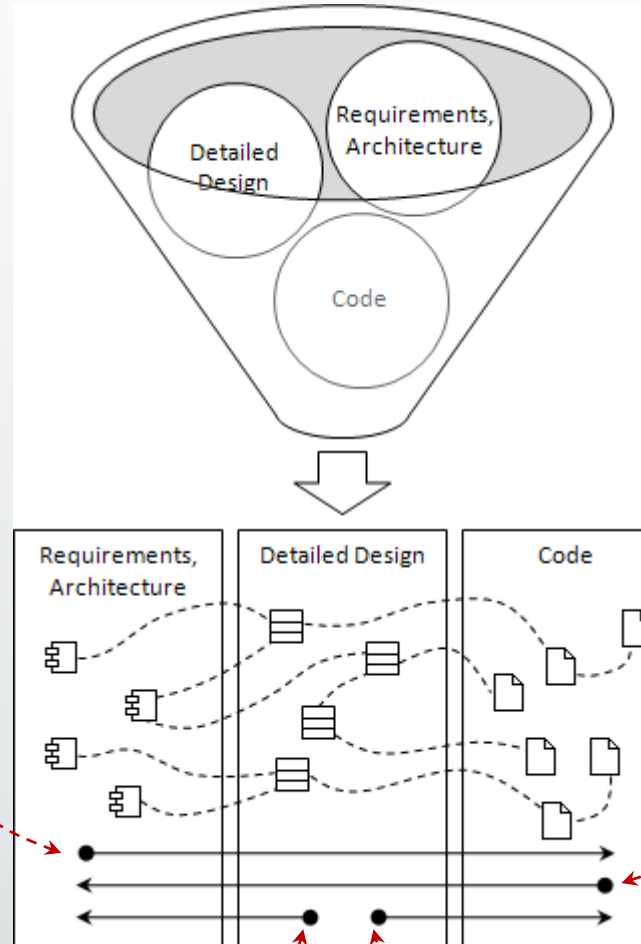 Requirements,
Architecture
Detailed
Design
Code
Requirements,
Architecture
Detailed Design
Code